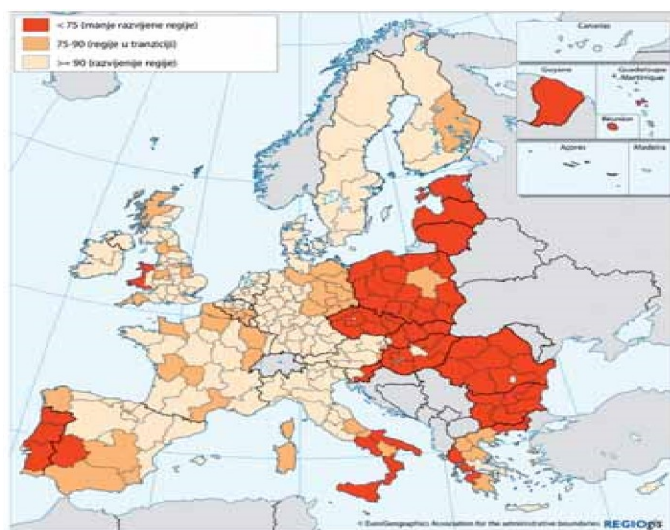 < 75 (manje razvijene regije)
75-90 (regije u tranziciji)
>= 90 (razvijenije regije)
Canarias
Guyane
Guadeloupe
Martinique
Réunion
Açores
Madeira
© EuroGeographics Association for the administrative boundaries
REGIOgis